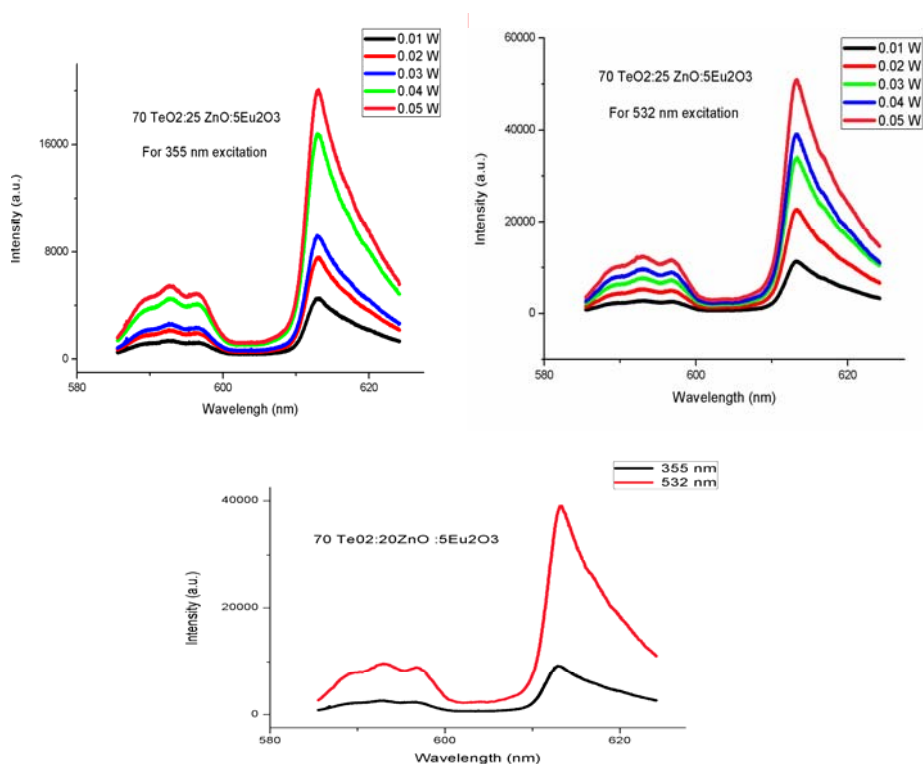 0.01 W
0.02 W
0.03 W
0.04 W
0.05 W
70 TeO2:25 ZnO:5Eu2O3
For 355 nm excitation
16000
8000
0
Intensity (a.u.)
580
600
620
Wavelengh (nm)
0.01 W
0.02 W
0.03 W
0.04 W
0.05 W
70 TeO2:25 ZnO:5Eu2O3
For 532 nm excitation
60000
40000
20000
0
Intensity (a.u.)
580
600
620
Wavelength (nm)
355 nm
532 nm
70 Te02:20ZnO :5Eu2O3
40000
20000
0
Intensity (a.u.)
580
600
620
Wavelength (nm)